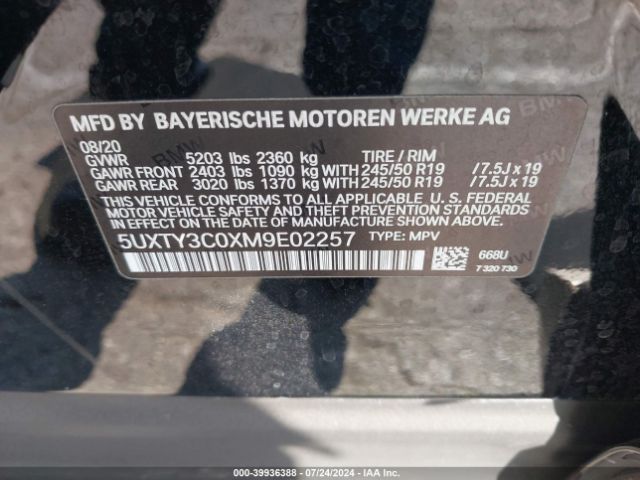 MFD BY BAYERISCHE MOTOREN WERKE AG
08/20
GVWR 5203 lbs 2360 kg TIRE / RIM
GAWR FRONT 2403 lbs 1090 kg WITH 245/50 R19 /7.5J x 19
GAWR REAR 3020 lbs 1370 kg WITH 245/50 R19 /7.5J x 19
THIS VEHICLE CONFORMS TO ALL APPLICABLE U. S. FEDERAL
MOTOR VEHICLE SAFETY, BUMPER, AND THEFT PREVENTION STANDARDS
IN EFFECT ON THE DATE OF MANUFACTURE SHOWN ABOVE.
5UXTY3C0XM9E02257 TYPE: MPV
668U
7 320 730
000-39936388 / 07/24/2024 / IAA Inc.